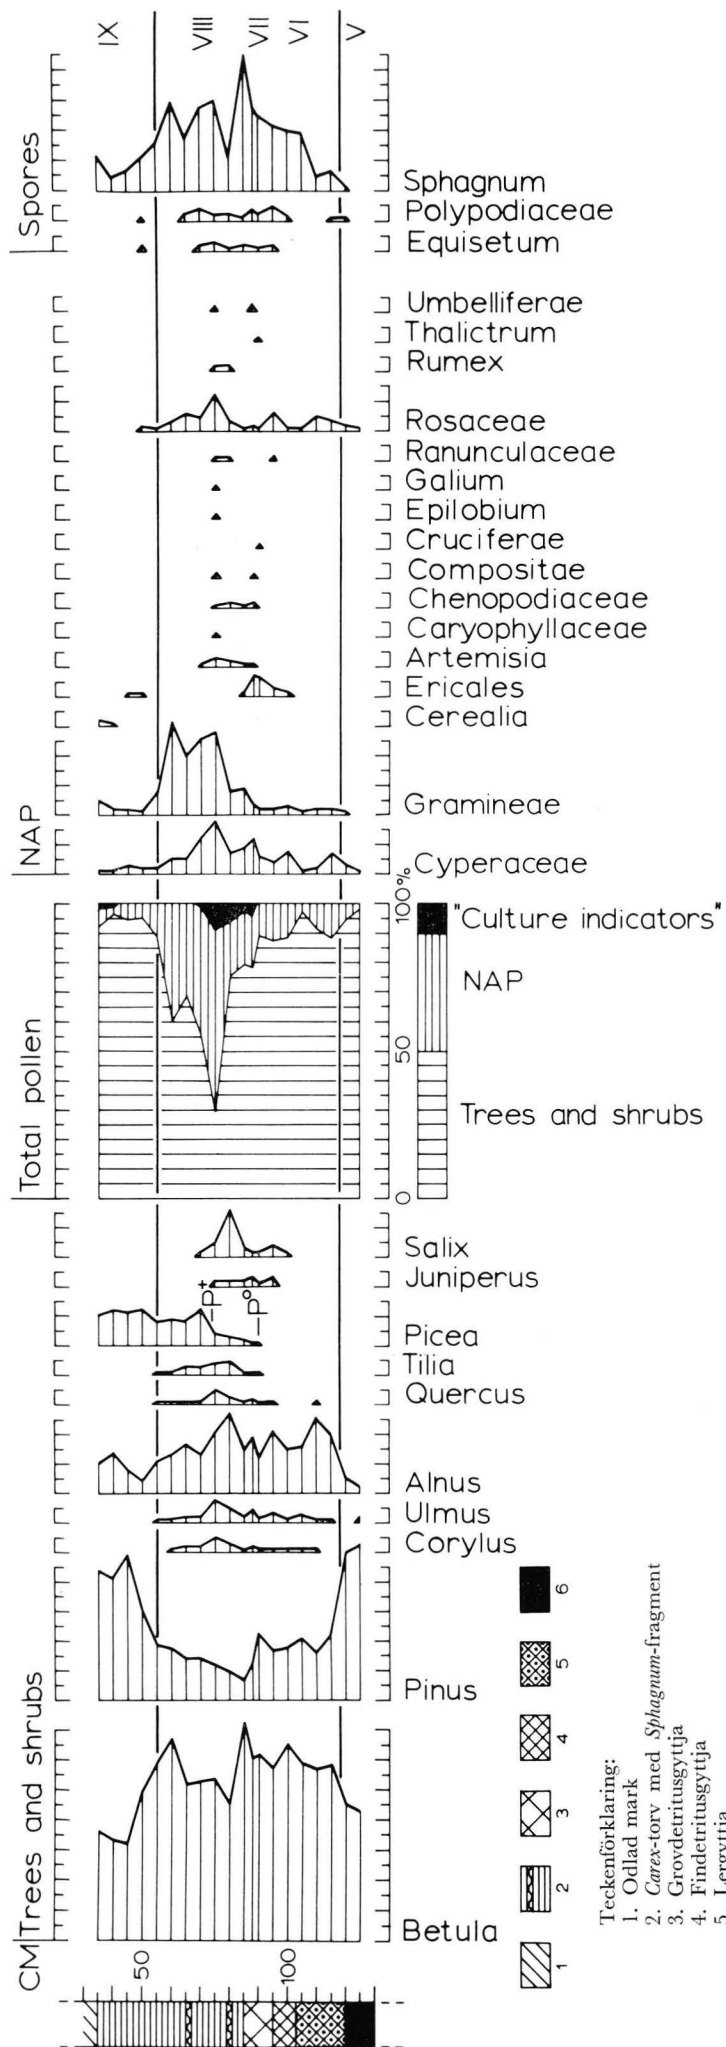 IX
VIII
VII
VI
V
Spores
Sphagnum
Polypodiaceae
Equisetum
Umbelliferae
Thalictrum
Rumex
Rosaceae
Ranunculaceae
Galium
Epilobium
Cruciferae
Compositae
Chenopodiaceae
Caryophyllaceae
Artemisia
Ericales
Cerealia
Gramineae
NAP
Cyperaceae
100%
"Culture indicators"
NAP
Total pollen
50
Trees and shrubs
0
Salix
Juniperus
P+
P°
Picea
Tilia
Quercus
Alnus
Ulmus
Corylus
Pinus
Trees and shrubs
Betula
CM
50
100
1
2
3
4
5
6
Teckenförklaring:
1. Odlad mark
2. Carex-torv med Sphagnum-fragment
3. Grovdetritusgyttja
4. Findetritusgyttja
5. Lergyttja